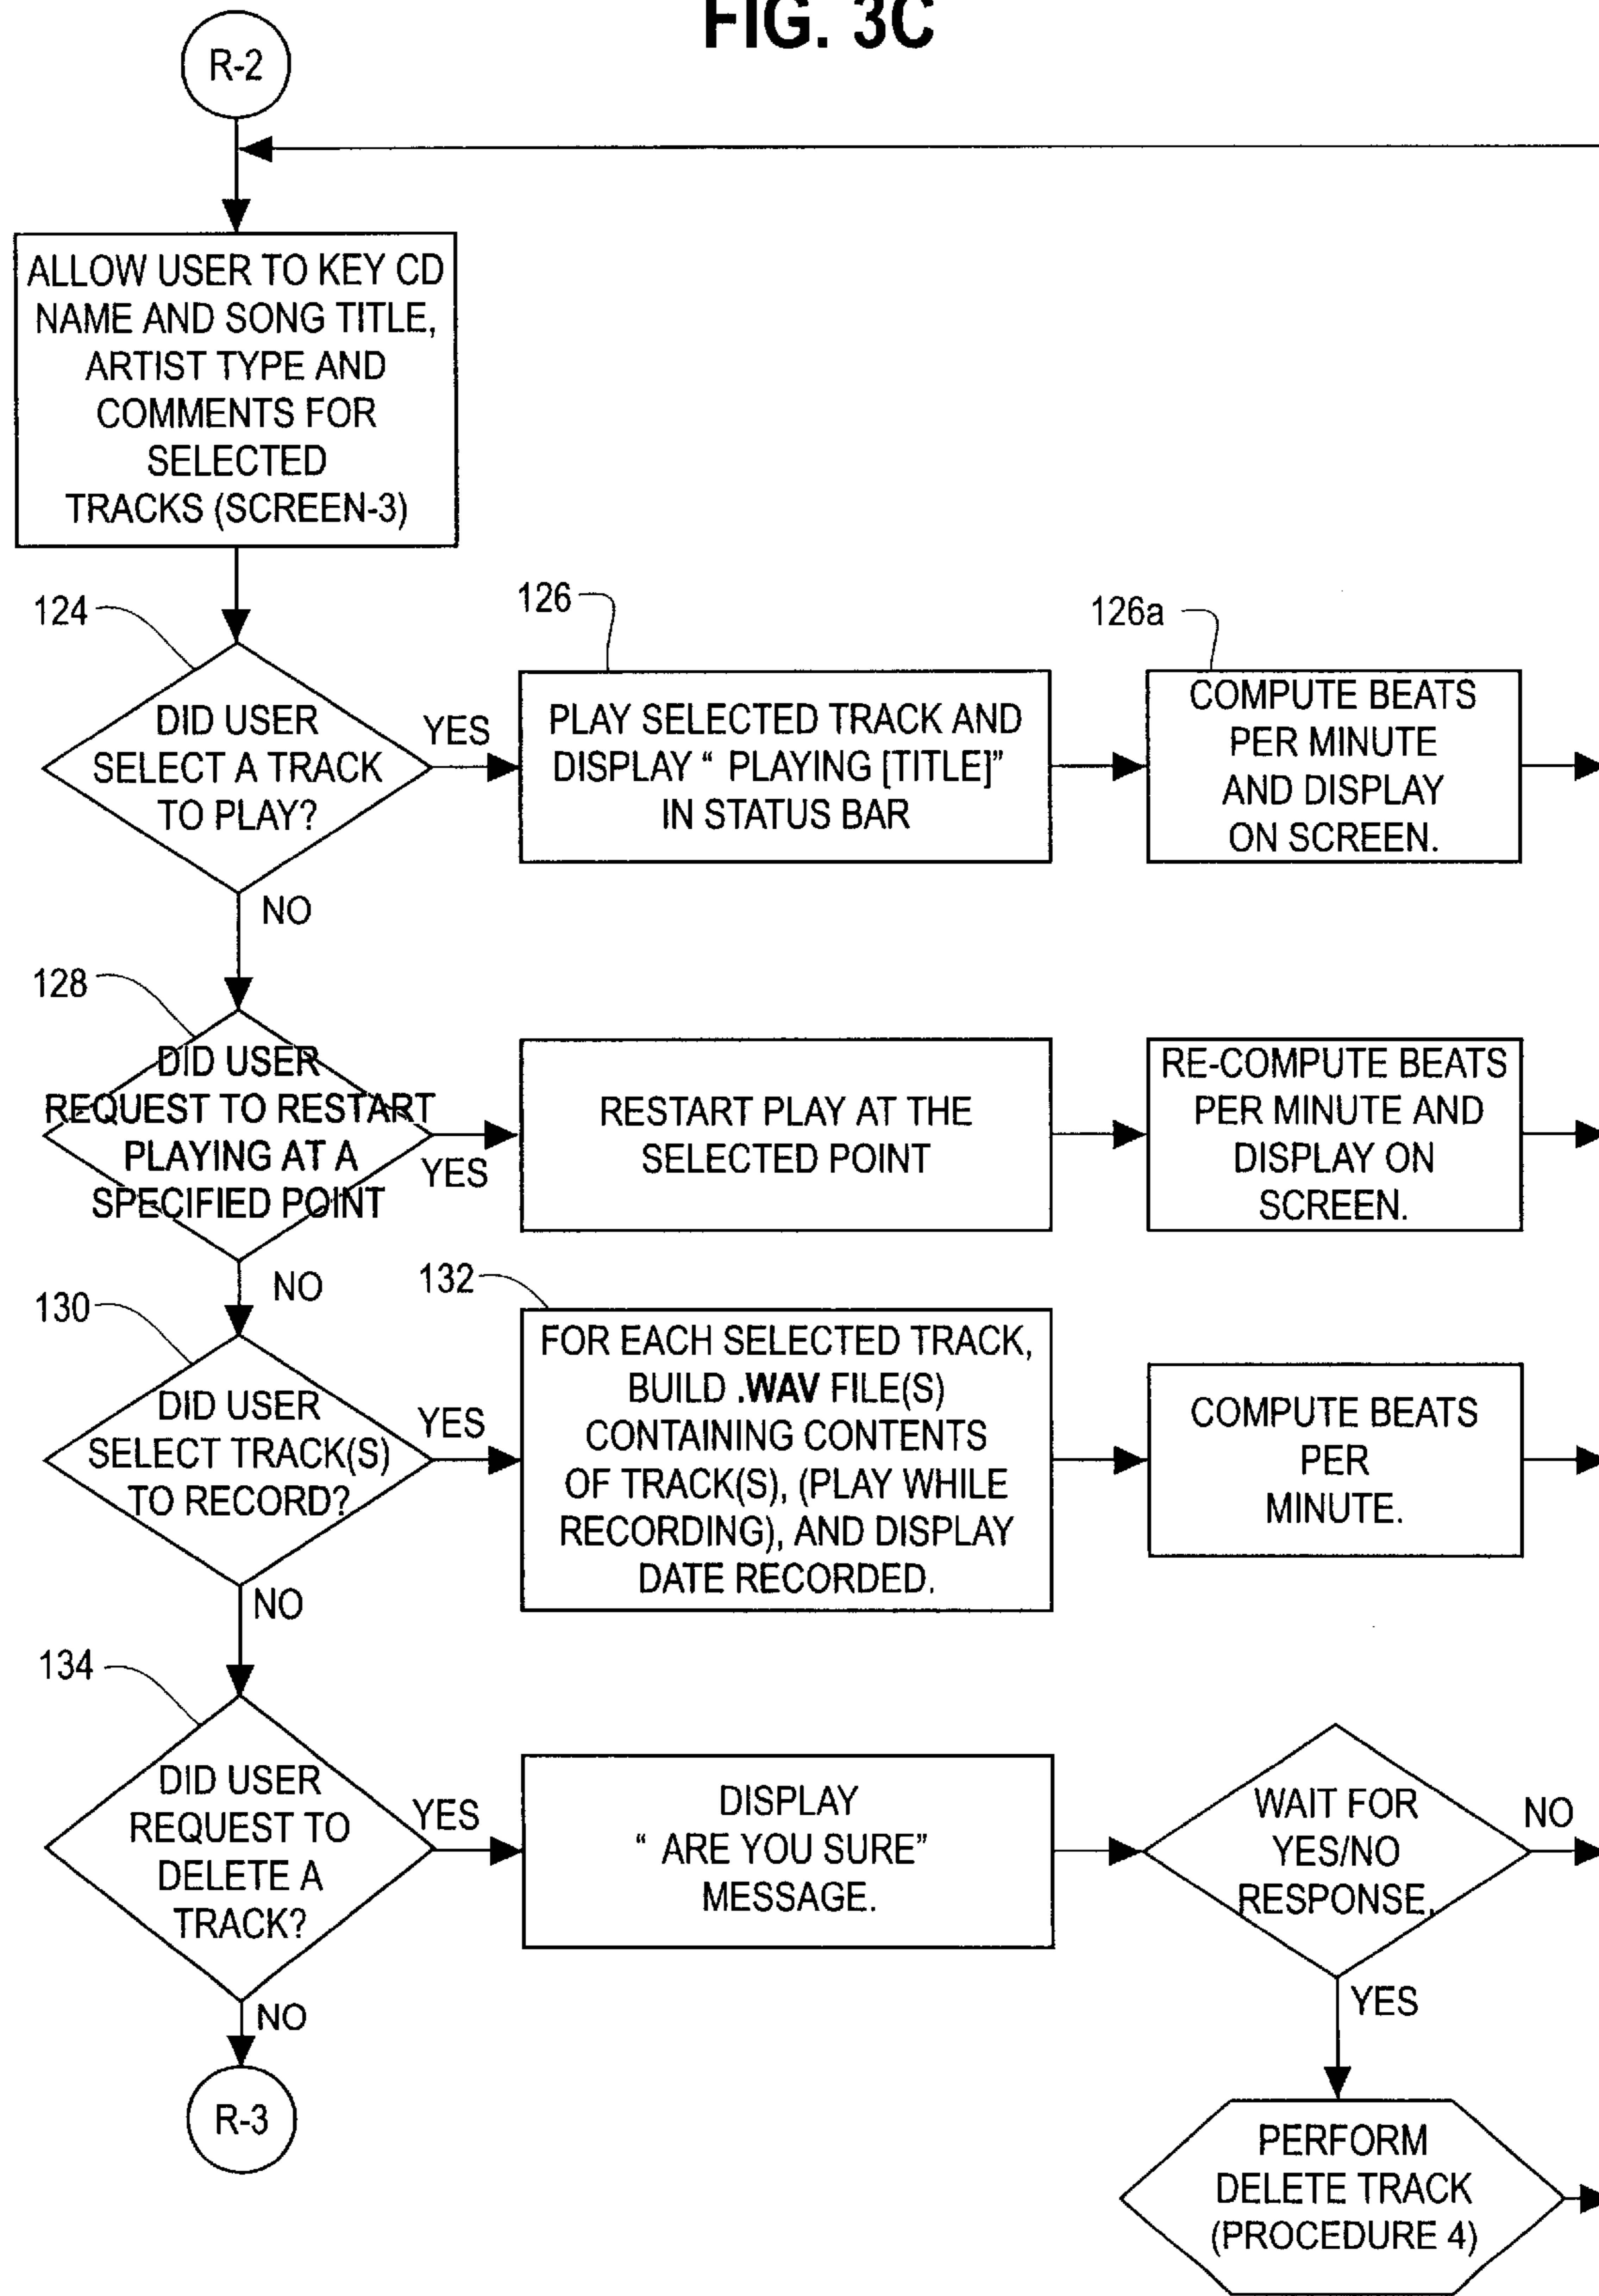 FIG. 3C
R-2
ALLOW USER TO KEY CD
NAME AND SONG TITLE,
ARTIST TYPE AND
COMMENTS FOR
SELECTED
TRACKS (SCREEN-3)
124
DID USER
SELECT A TRACK
TO PLAY?
YES
NO
126
PLAY SELECTED TRACK AND
DISPLAY “ PLAYING [TITLE]”
IN STATUS BAR
126a
COMPUTE BEATS
PER MINUTE
AND DISPLAY
ON SCREEN.
128
DID USER
REQUEST TO RESTART
PLAYING AT A
SPECIFIED POINT
YES
NO
RESTART PLAY AT THE
SELECTED POINT
RE-COMPUTE BEATS
PER MINUTE AND
DISPLAY ON
SCREEN.
130
DID USER
SELECT TRACK(S)
TO RECORD?
YES
NO
132
FOR EACH SELECTED TRACK,
BUILD .WAV FILE(S)
CONTAINING CONTENTS
OF TRACK(S), (PLAY WHILE
RECORDING), AND DISPLAY
DATE RECORDED.
COMPUTE BEATS
PER
MINUTE.
134
DID USER
REQUEST TO
DELETE A
TRACK?
YES
NO
DISPLAY
“ ARE YOU SURE”
MESSAGE.
WAIT FOR
YES/NO
RESPONSE.
NO
YES
R-3
PERFORM
DELETE TRACK
(PROCEDURE 4)